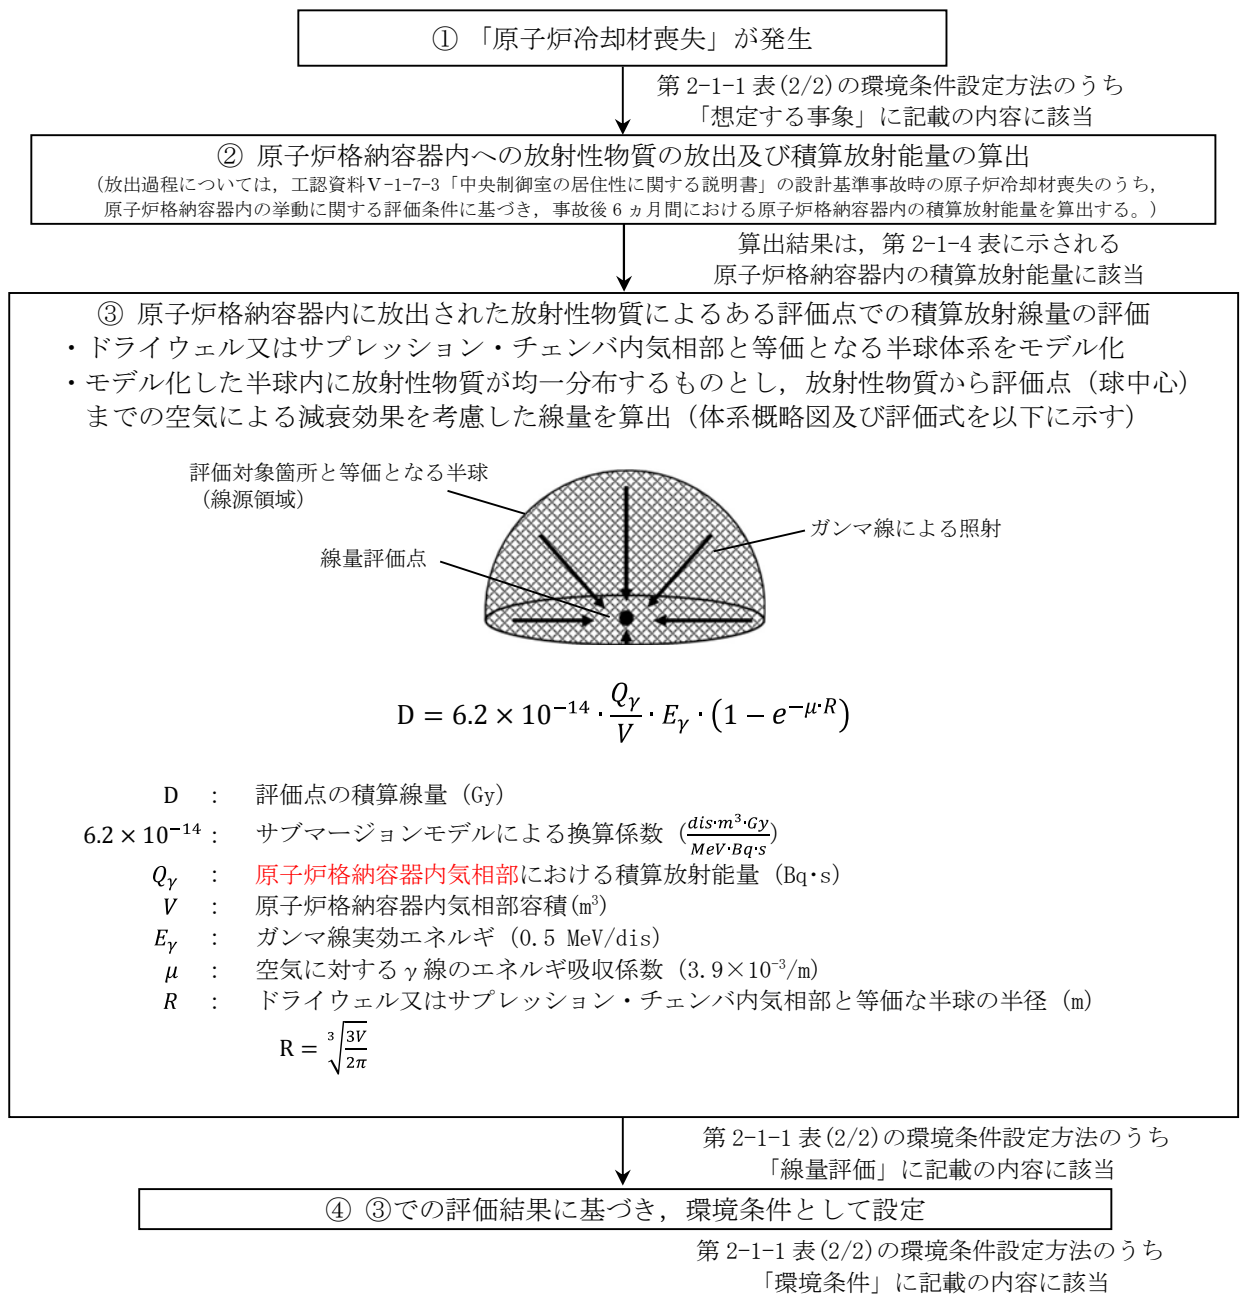 ① 「原子炉冷却材喪失」が発生
第 2-1-1 表(2/2)の環境条件設定方法のうち
「想定する事象」に記載の内容に該当
② 原子炉格納容器内への放射性物質の放出及び積算放射能量の算出
(放出過程については，工認資料Ⅴ-1-7-3「中央制御室の居住性に関する説明書」の設計基準事故時の原子炉冷却材喪失のうち，
原子炉格納容器内の挙動に関する評価条件に基づき，事故後 6 ヵ月間における原子炉格納容器内の積算放射能量を算出する。)
算出結果は，第 2-1-4 表に示される
原子炉格納容器内の積算放射能量に該当
③ 原子炉格納容器内に放出された放射性物質によるある評価点での積算放射線量の評価
・ドライウェル又はサプレッション・チェンバ内気相部と等価となる半球体系をモデル化
・モデル化した半球内に放射性物質が均一分布するものとし，放射性物質から評価点（球中心）
までの空気による減衰効果を考慮した線量を算出（体系概略図及び評価式を以下に示す）
評価対象箇所と等価となる半球
（線源領域）
ガンマ線による照射
線量評価点
D = 6.2 × 10⁻¹⁴ · Qγ/V · Eγ · (1 − e^(−μ·R))
D ： 評価点の積算線量 (Gy)
6.2 × 10⁻¹⁴ ： サブマージョンモデルによる換算係数 (dis·m³·Gy/MeV·Bq·s)
Qγ ： 原子炉格納容器内気相部における積算放射能量 (Bq・s)
V ： 原子炉格納容器内気相部容積(m³)
Eγ ： ガンマ線実効エネルギ (0.5 MeV/dis)
μ ： 空気に対するγ線のエネルギ吸収係数 (3.9×10⁻³/m)
R ： ドライウェル又はサプレッション・チェンバ内気相部と等価な半球の半径 (m)
R = ³√(3V/2π)
第 2-1-1 表(2/2)の環境条件設定方法のうち
「線量評価」に記載の内容に該当
④ ③での評価結果に基づき，環境条件として設定
第 2-1-1 表(2/2)の環境条件設定方法のうち
「環境条件」に記載の内容に該当